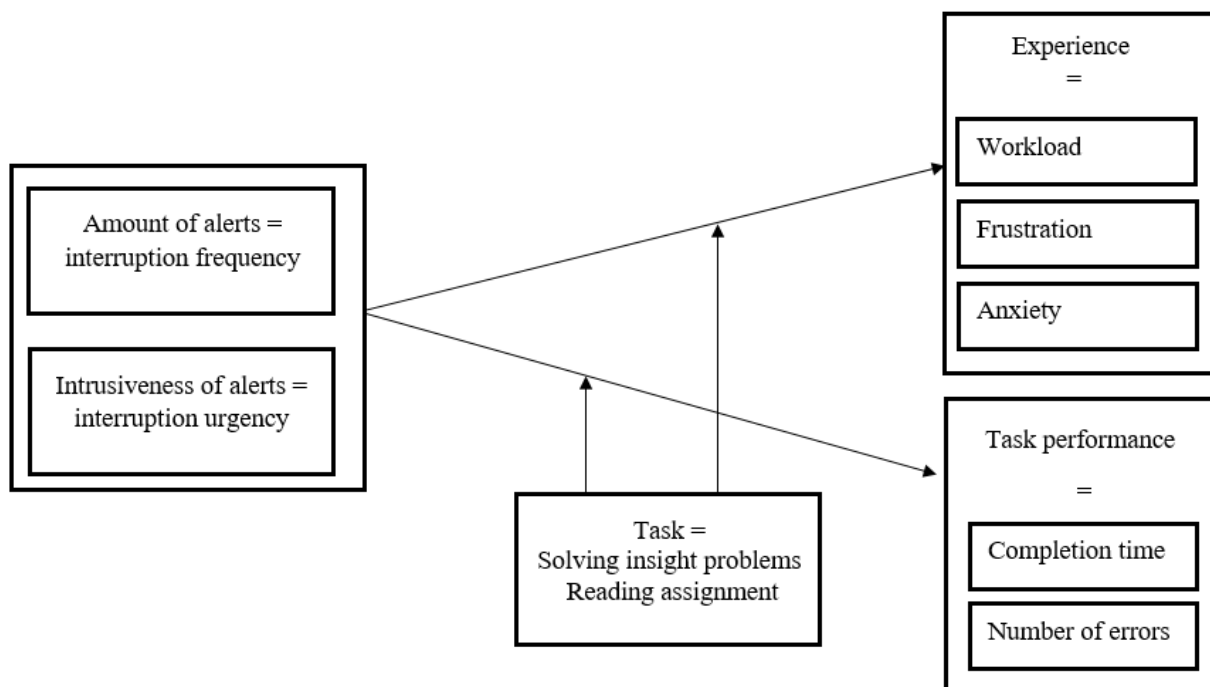 Amount of alerts =
interruption frequency
Intrusiveness of alerts =
interruption urgency
Task =
Solving insight problems
Reading assignment
Experience
=
Workload
Frustration
Anxiety
Task performance
=
Completion time
Number of errors